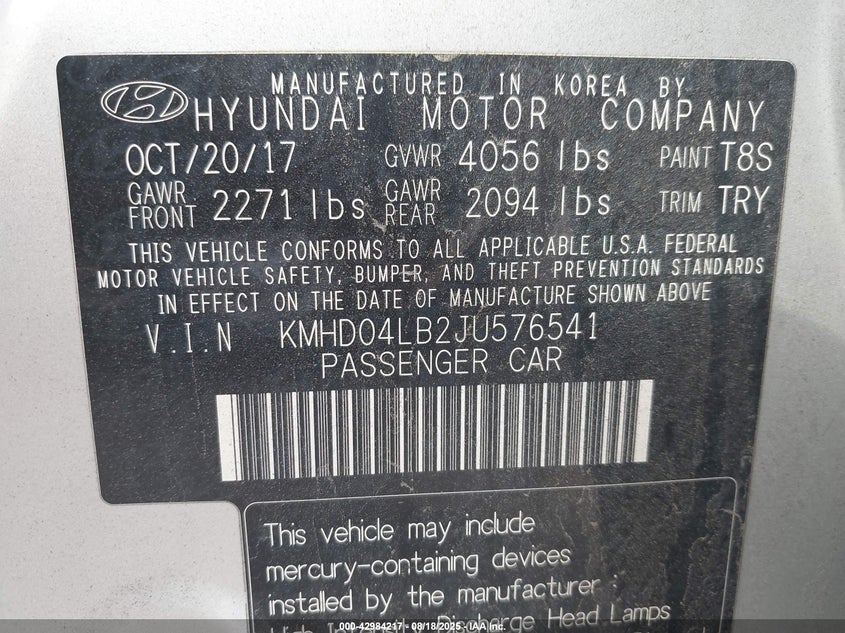 MANUFACTURED IN KOREA BY
HYUNDAI MOTOR COMPANY
OCT/20/17 GVWR 4056 lbs PAINT T8S
GAWR FRONT 2271 lbs GAWR REAR 2094 lbs TRIM TRY
THIS VEHICLE CONFORMS TO ALL APPLICABLE U.S.A. FEDERAL
MOTOR VEHICLE SAFETY, BUMPER, AND THEFT PREVENTION STANDARDS
IN EFFECT ON THE DATE OF MANUFACTURE SHOWN ABOVE
V.I.N KMHD04LB2JU576541
PASSENGER CAR
This vehicle may include
mercury-containing devices
installed by the manufacturer :
Discharge Head Lamps
000-42984217 - 08/18/2025 - IAA Inc.